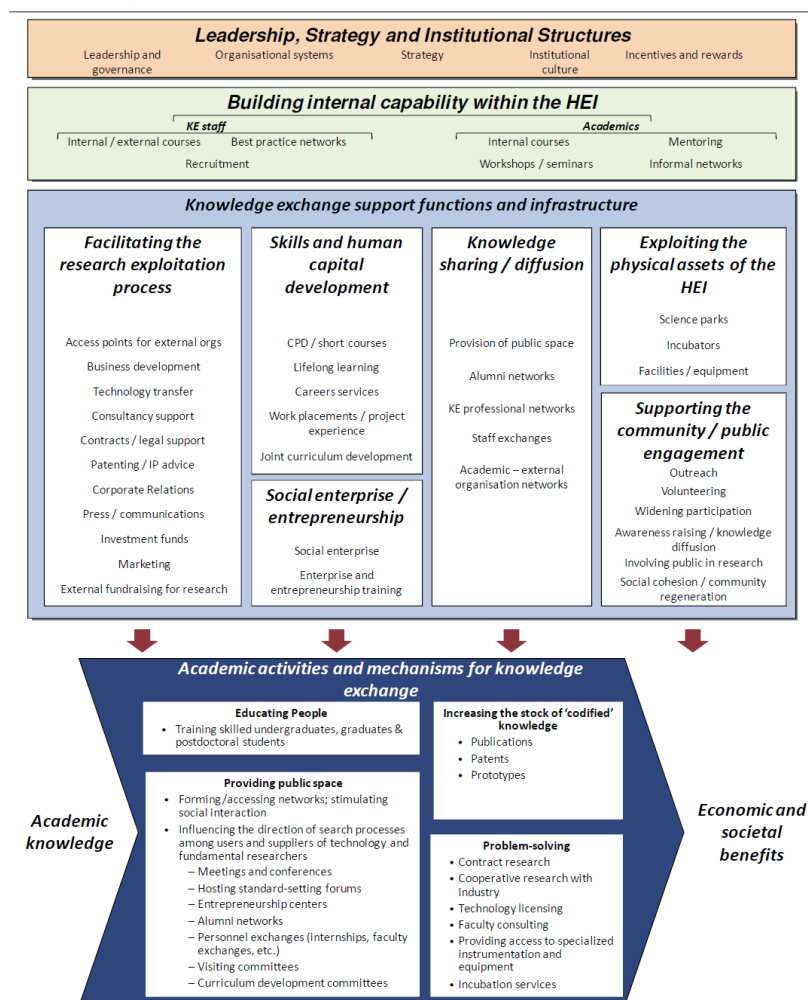 Leadership, Strategy and Institutional Structures
Leadership and governance
Organisational systems
Strategy
Institutional culture
Incentives and rewards
Building internal capability within the HEI
KE staff
Internal / external courses
Best practice networks
Recruitment
Academics
Internal courses
Mentoring
Workshops / seminars
Informal networks
Knowledge exchange support functions and infrastructure
Facilitating the
research exploitation
process
Access points for external orgs
Business development
Technology transfer
Consultancy support
Contracts / legal support
Patenting / IP advice
Corporate Relations
Press / communications
Investment funds
Marketing
External fundraising for research
Skills and human
capital
development
CPD / short courses
Lifelong learning
Careers services
Work placements / project
experience
Joint curriculum development
Social enterprise /
entrepreneurship
Social enterprise
Enterprise and
entrepreneurship training
Knowledge
sharing / diffusion
Provision of public space
Alumni networks
KE professional networks
Staff exchanges
Academic – external
organisation networks
Exploiting the
physical assets of the
HEI
Science parks
Incubators
Facilities / equipment
Supporting the
community / public
engagement
Outreach
Volunteering
Widening participation
Awareness raising / knowledge
diffusion
Involving public in research
Social cohesion / community
regeneration
Academic activities and mechanisms for knowledge
exchange
Academic
knowledge
Educating People
• Training skilled undergraduates, graduates &
postdoctoral students
Providing public space
• Forming/accessing networks; stimulating
social interaction
• Influencing the direction of search processes
among users and suppliers of technology and
fundamental researchers
– Meetings and conferences
– Hosting standard-setting forums
– Entrepreneurship centers
– Alumni networks
– Personnel exchanges (internships, faculty
exchanges, etc.)
– Visiting committees
– Curriculum development committees
Increasing the stock of ‘codified’
knowledge
• Publications
• Patents
• Prototypes
Problem-solving
• Contract research
• Cooperative research with
industry
• Technology licensing
• Faculty consulting
• Providing access to specialized
instrumentation and
equipment
• Incubation services
Economic and
societal
benefits